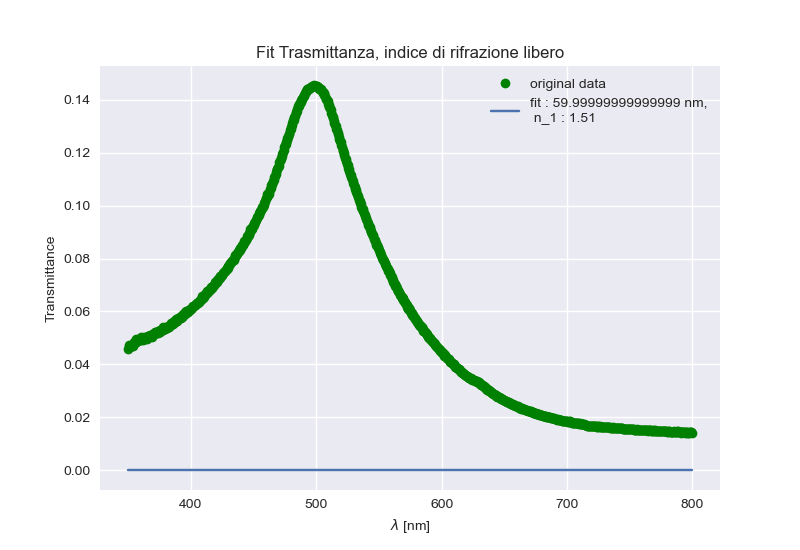 Fit Trasmittanza, indice di rifrazione libero
original data
fit : 59.99999999999999 nm,
n_1 : 1.51
Transmittance
0.14
0.12
0.10
0.08
0.06
0.04
0.02
0.00
400
500
600
700
800
λ [nm]